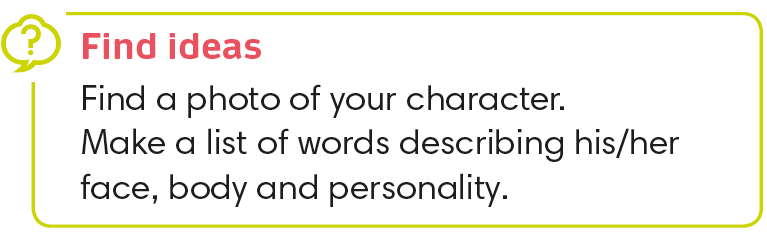 ?
Find ideas
Find a photo of your character.
Make a list of words describing his/her
face, body and personality.